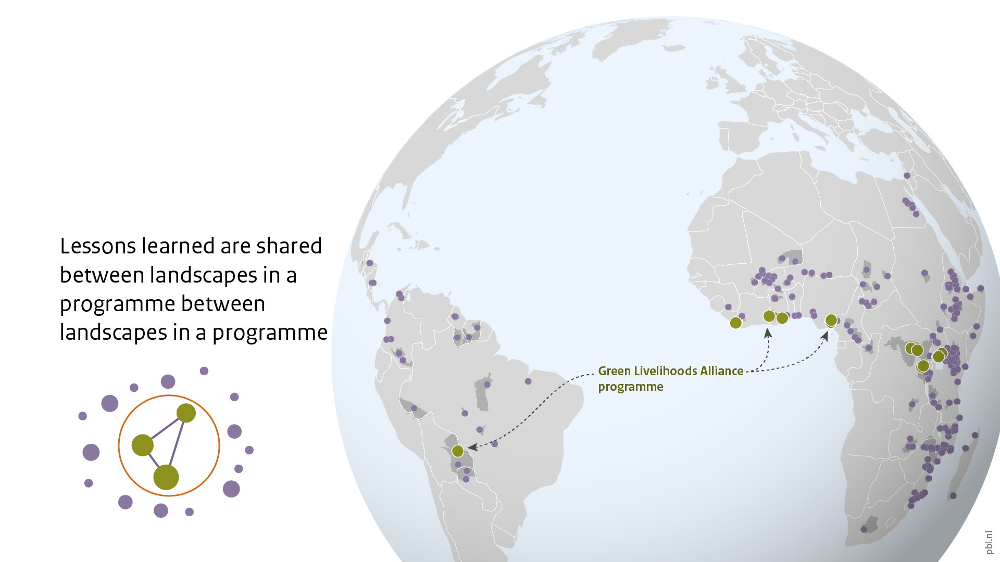 Lessons learned are shared
between landscapes in a
programme between
landscapes in a programme
Green Livelihoods Alliance
programme
pbl.nl